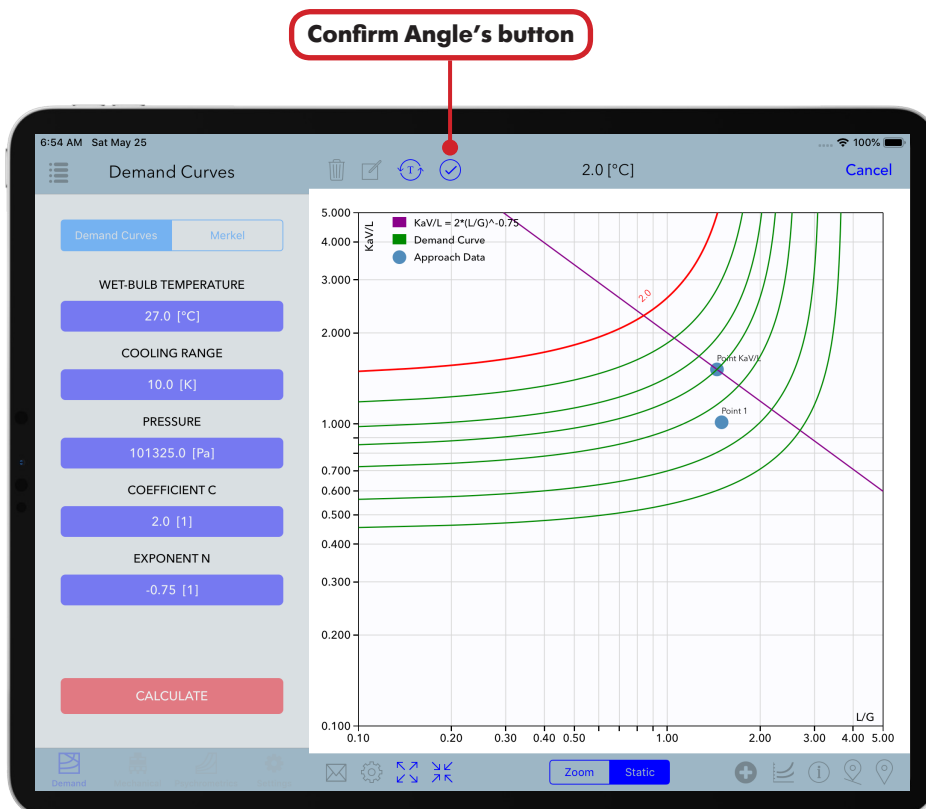 Confirm Angle's button
6:54 AM Sat May 25
100%
Demand Curves
T
2.0 [°C]
Cancel
Demand Curves
Merkel
WET-BULB TEMPERATURE
27.0 [°C]
COOLING RANGE
10.0 [K]
PRESSURE
101325.0 [Pa]
COEFFICIENT C
2.0 [1]
EXPONENT N
-0.75 [1]
CALCULATE
Demand
KaV/L
KaV/L = 2*(L/G)^-0.75
Demand Curve
Approach Data
5.000
4.000
3.000
2.000
1.000
0.700
0.600
0.500
0.400
0.300
0.200
0.100
2.0
Point KaV/L
Point 1
L/G
0.10 0.20 0.30 0.40 0.50 1.00 2.00 3.00 4.00 5.00
Zoom
Static